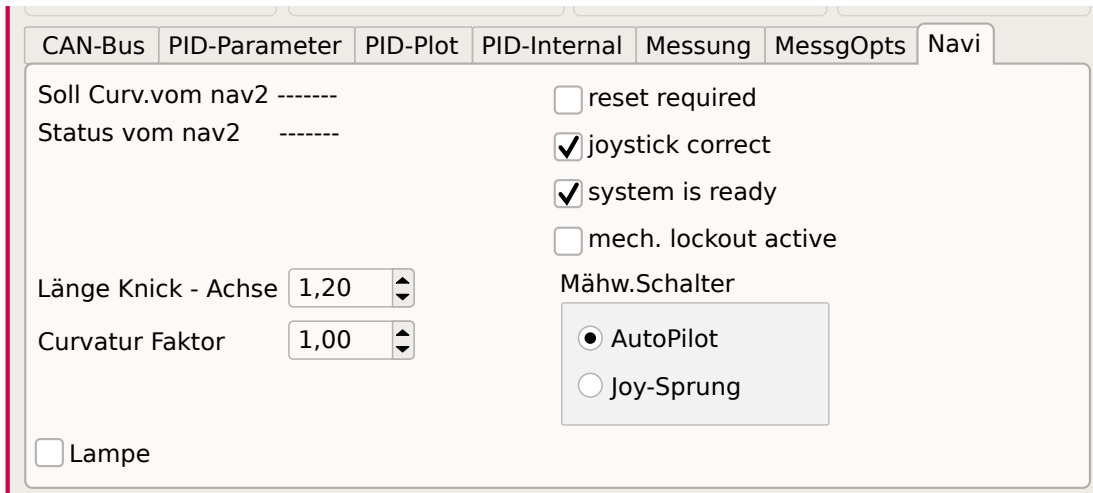 CAN-Bus PID-Parameter PID-Plot PID-Internal Messung MessgOpts Navi
Soll Curv.vom nav2 -------
Status vom nav2 -------
reset required
joystick correct
system is ready
mech. lockout active
Länge Knick - Achse 1,20
Curvatur Faktor 1,00
Mähw.Schalter
AutoPilot
Joy-Sprung
Lampe